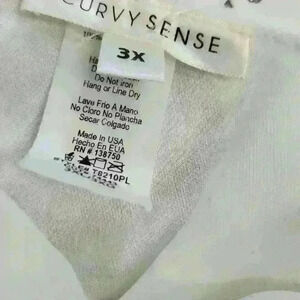 CURVY SENSE
3X
Do not iron
Hang or Line Dry
Lave Frio A Mano
No Cloro No Plancha
Secar Colgado
Made In USA
Hecho En EUA
RN # 138750
T8210PL